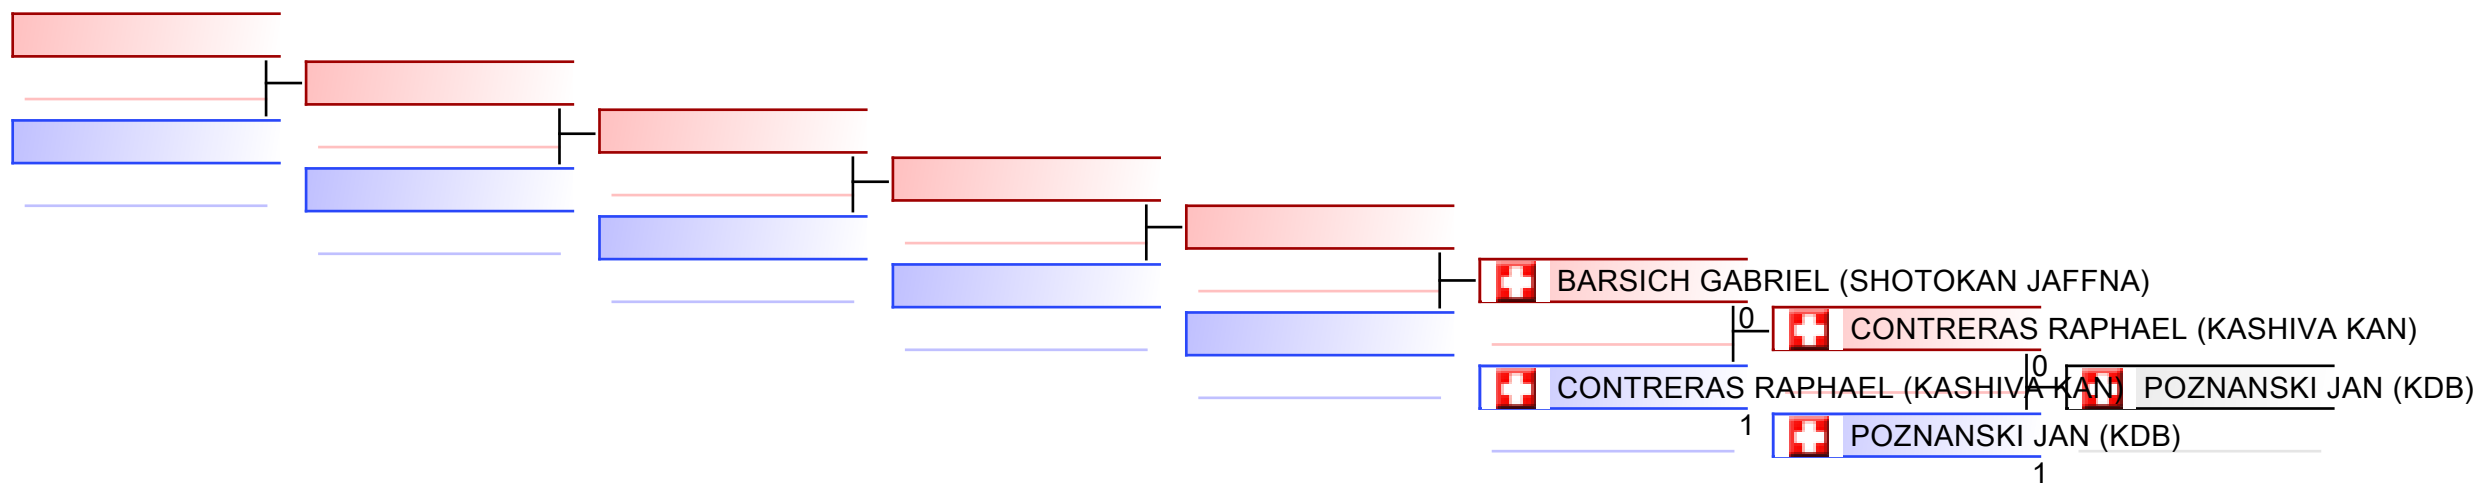 BARSICH GABRIEL (SHOTOKAN JAFFNA)
0
CONTRERAS RAPHAEL (KASHIVA KAN)
0
CONTRERAS RAPHAEL (KASHIVA KAN)
POZNANSKI JAN (KDB)
1
POZNANSKI JAN (KDB)
1